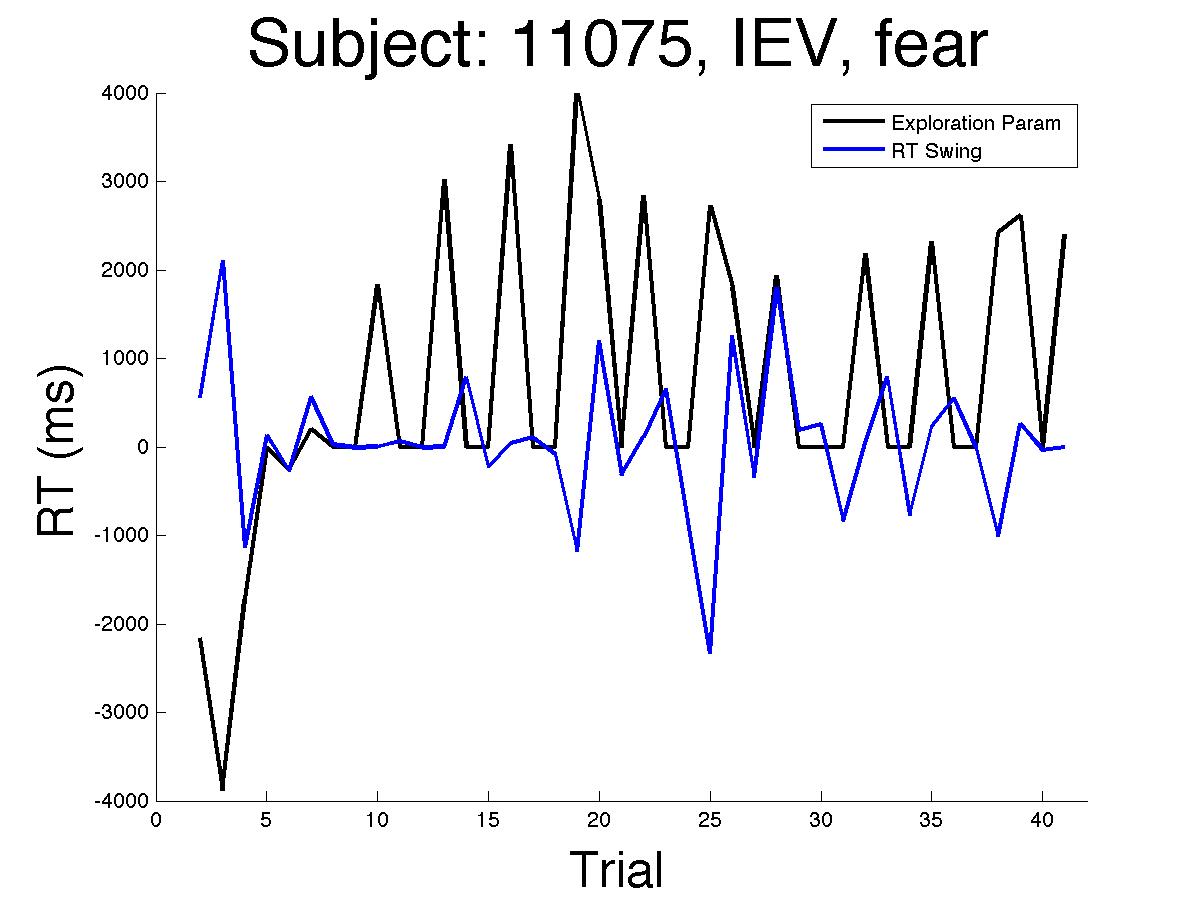 Subject: 11075, IEV, fear
Exploration Param
RT Swing
4000
3000
2000
1000
0
-1000
-2000
-3000
-4000
RT (ms)
0 5 10 15 20 25 30 35 40
Trial